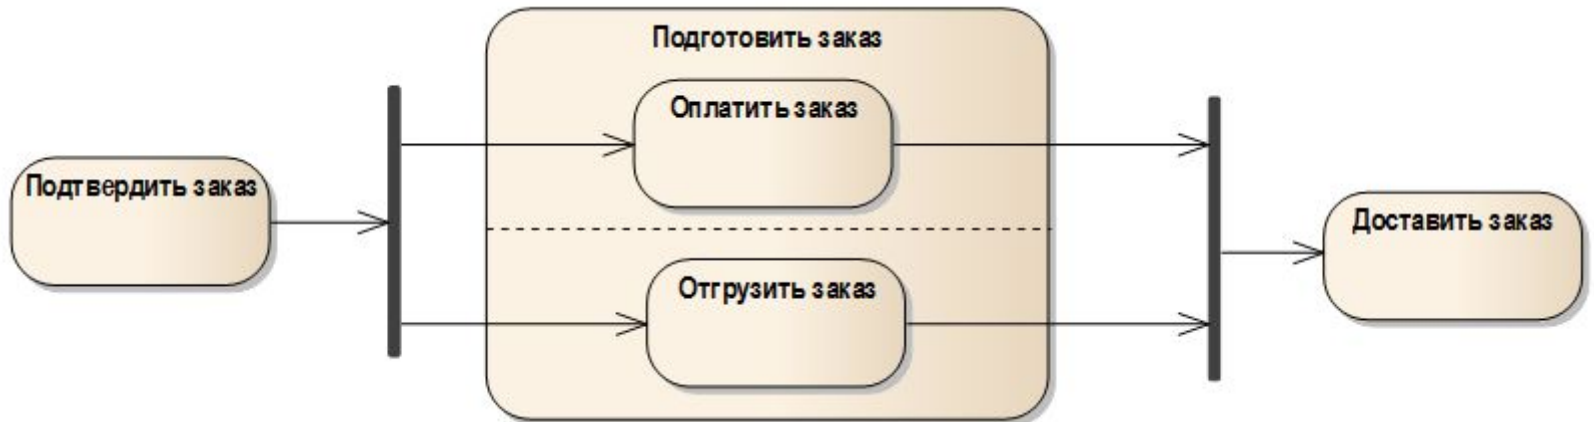 Подготовить заказ
Оплатить заказ
Подтвердить заказ
Доставить заказ
Отгрузить заказ